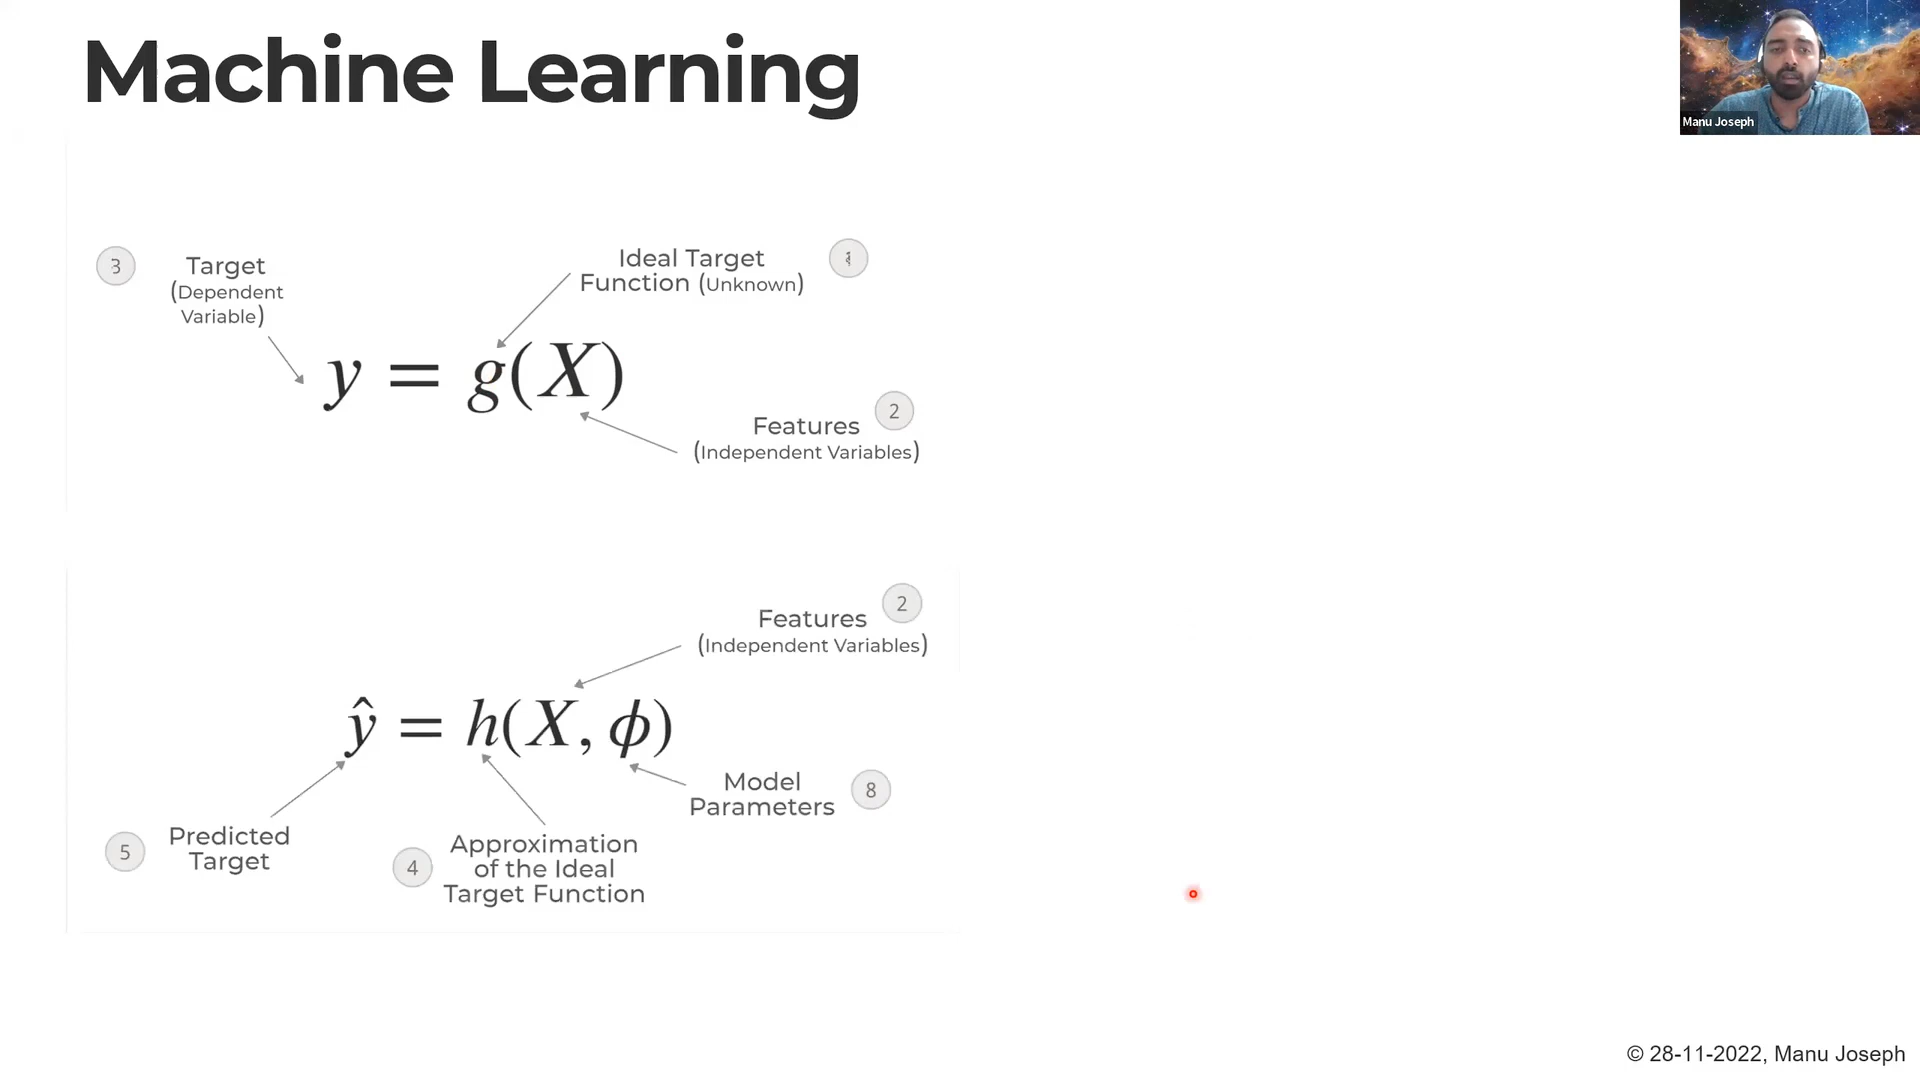 Machine Learning
Manu Joseph
3
Target
(Dependent
Variable)
Ideal Target
Function (Unknown)
y = g(X)
2
Features
(Independent Variables)
2
Features
(Independent Variables)
ŷ = h(X, ϕ)
Model
Parameters
8
5
Predicted
Target
4
Approximation
of the Ideal
Target Function
© 28-11-2022, Manu Joseph